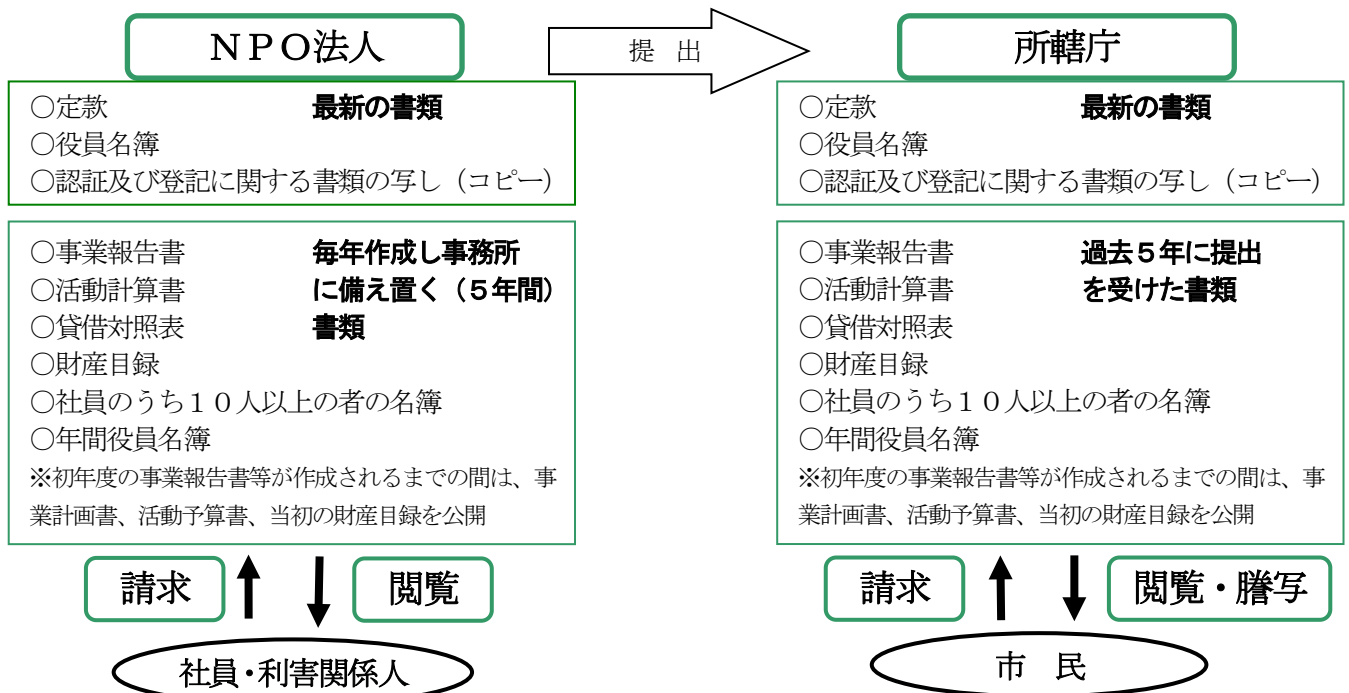 ＮＰＯ法人
提 出
所轄庁
○定款 最新の書類
○役員名簿
○認証及び登記に関する書類の写し（コピー）
○事業報告書 毎年作成し事務所
○活動計算書 に備え置く（５年間）
○貸借対照表 書類
○財産目録
○社員のうち１０人以上の者の名簿
○年間役員名簿
※初年度の事業報告書等が作成されるまでの間は、事
業計画書、活動予算書、当初の財産目録を公開
請求
閲覧
社員・利害関係人
○定款 最新の書類
○役員名簿
○認証及び登記に関する書類の写し（コピー）
○事業報告書 過去５年に提出
○活動計算書 を受けた書類
○貸借対照表
○財産目録
○社員のうち１０人以上の者の名簿
○年間役員名簿
※初年度の事業報告書等が作成されるまでの間は、事
業計画書、活動予算書、当初の財産目録を公開
請求
閲覧・謄写
市 民